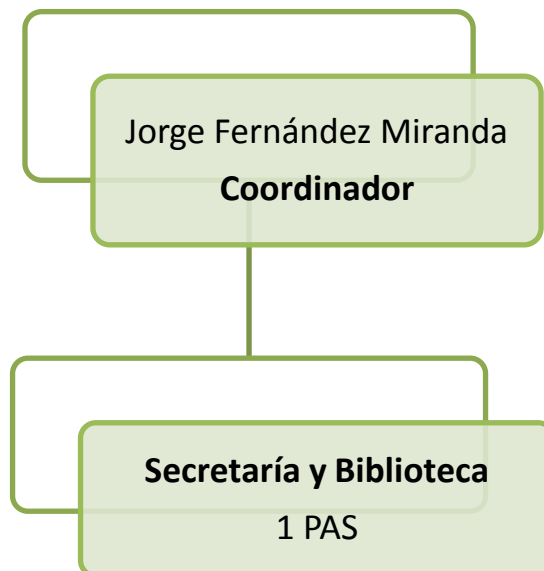 Jorge Fernández Miranda
Coordinador
Secretaría y Biblioteca
1 PAS